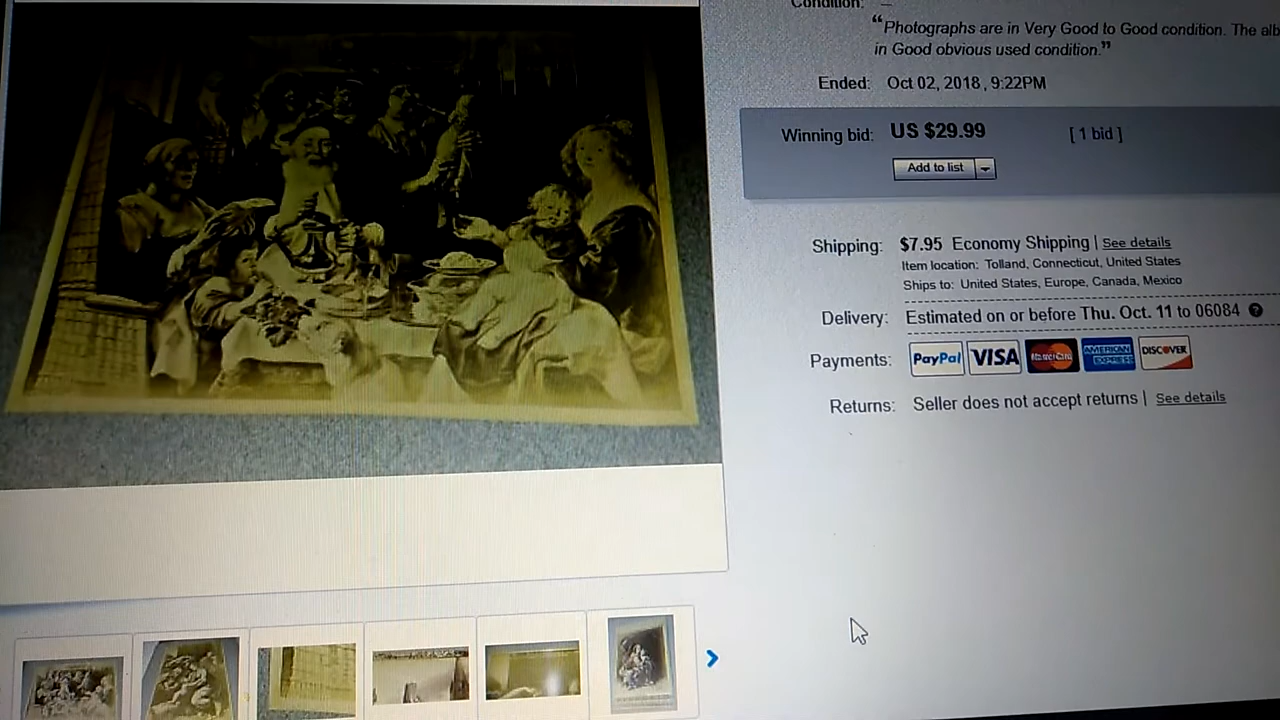 Condition: —
“Photographs are in Very Good to Good condition. The alb
in Good obvious used condition.”
Ended: Oct 02, 2018, 9:22PM
Winning bid: US $29.99 [ 1 bid ]
Add to list
Shipping: $7.95 Economy Shipping | See details
Item location: Tolland, Connecticut, United States
Ships to: United States, Europe, Canada, Mexico
Delivery: Estimated on or before Thu. Oct. 11 to 06084 ?
Payments: PayPal VISA MasterCard AMERICAN EXPRESS DISCOVER
Returns: Seller does not accept returns | See details